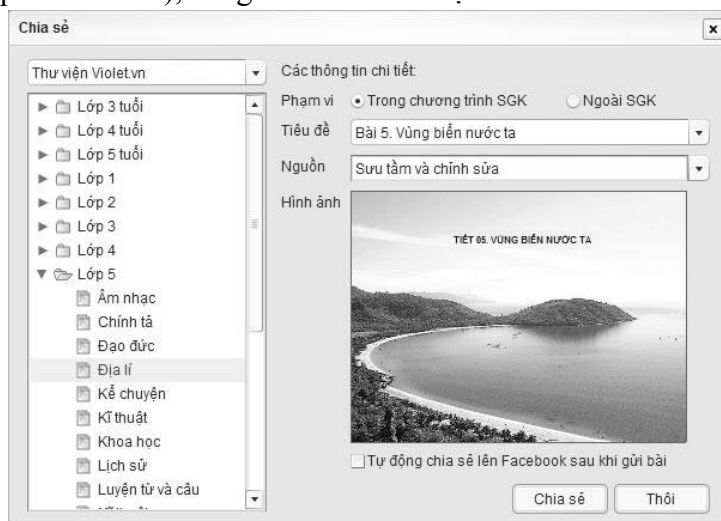 Chia sẻ
Thư viện Violet.vn
Lớp 3 tuổi
Lớp 4 tuổi
Lớp 5 tuổi
Lớp 1
Lớp 2
Lớp 3
Lớp 4
Lớp 5
Âm nhạc
Chính tả
Đạo đức
Địa lí
Kể chuyện
Kĩ thuật
Khoa học
Lịch sử
Luyện từ và câu
Các thông tin chi tiết:
Phạm vi Trong chương trình SGK Ngoài SGK
Tiêu đề Bài 5. Vùng biển nước ta
Nguồn Sưu tầm và chỉnh sửa
Hình ảnh
TIẾT 05. VÙNG BIỂN NƯỚC TA
Tự động chia sẻ lên Facebook sau khi gửi bài
Chia sẻ Thôi